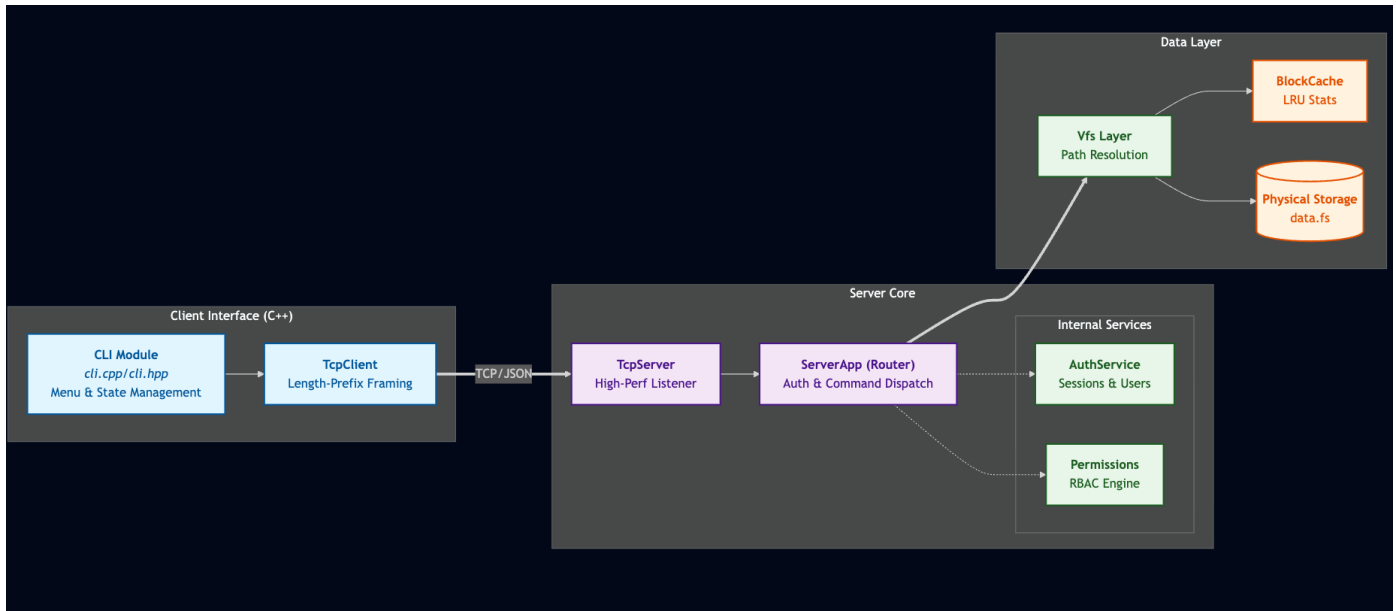 Data Layer
BlockCache
LRU Stats
Vfs Layer
Path Resolution
Physical Storage
data.fs
Server Core
Client Interface (C++)
Internal Services
CLI Module
cli.cpp/cli.hpp
Menu & State Management
TcpClient
Length-Prefix Framing
TCP/JSON
TcpServer
High-Perf Listener
ServerApp (Router)
Auth & Command Dispatch
AuthService
Sessions & Users
Permissions
RBAC Engine